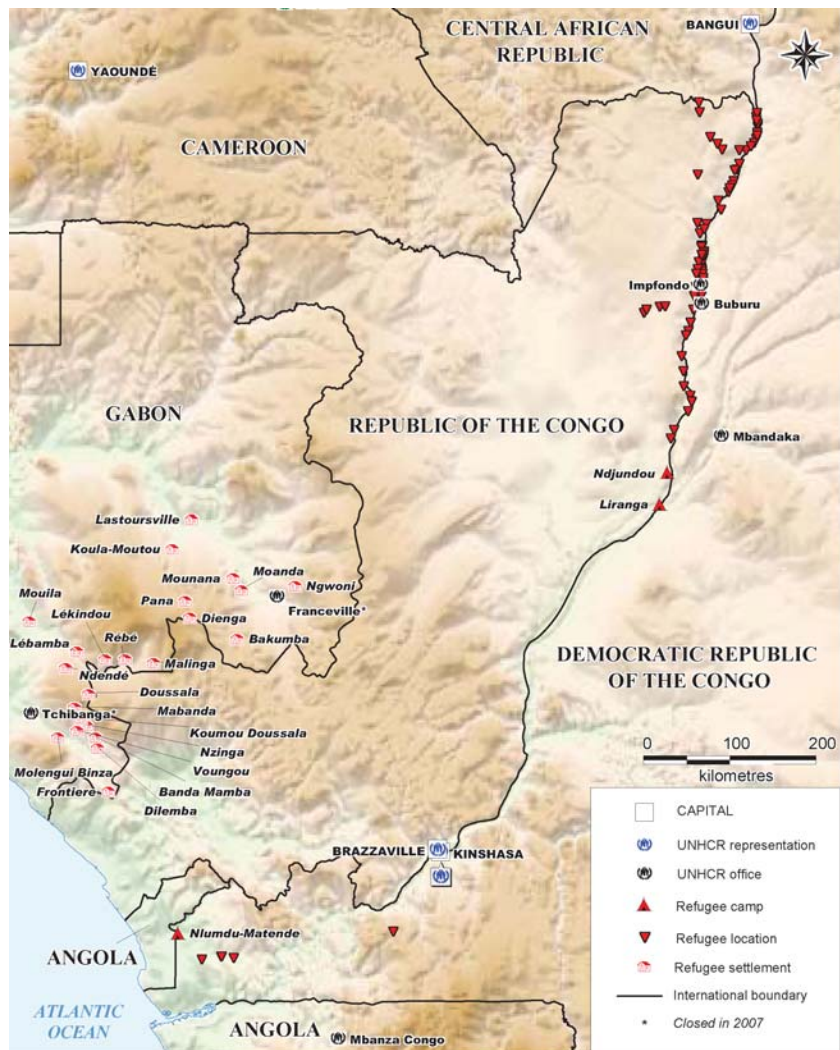 BANGUI
CENTRAL AFRICAN
REPUBLIC
YAOUNDÉ
CAMEROON
Impfondo
Buburu
GABON
REPUBLIC OF THE CONGO
Mbandaka
Ndjundou
Liranga
Lastoursville
Koula-Moutou
Mounana
Moanda
Ngwoni
Mouila
Pana
Franceville*
Lékindou
Dienga
Rébé
Bakumba
Lébamba
Malinga
Ndendé
DEMOCRATIC REPUBLIC
OF THE CONGO
Doussala
Mabanda
Tchibanga*
Koumou Doussala
Nzinga
Voungou
Molengui Binza
Banda Mamba
Frontiere
Dilemba
0 100 200
kilometres
CAPITAL
UNHCR representation
UNHCR office
Refugee camp
Refugee location
Refugee settlement
International boundary
* Closed in 2007
BRAZZAVILLE
KINSHASA
Nlumdu-Matende
ANGOLA
ATLANTIC
OCEAN
ANGOLA
Mbanza Congo